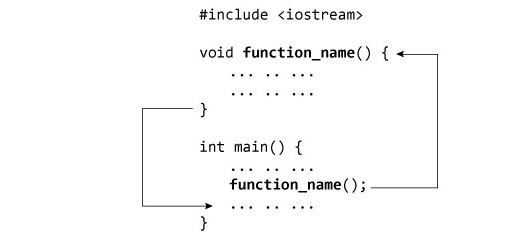 #include <iostream>
void function_name() {
... .. ...
... .. ...
}
int main() {
... .. ...
function_name();
... .. ...
}